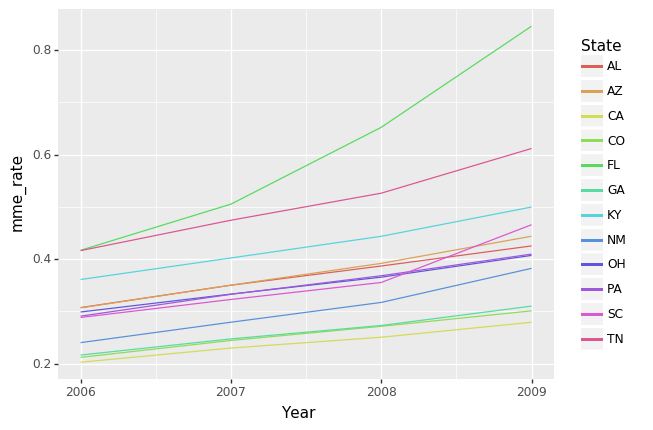 State
AL
AZ
CA
CO
FL
GA
KY
NM
OH
PA
SC
TN
mme_rate
0.8
0.6
0.4
0.2
2006 2007 2008 2009
Year